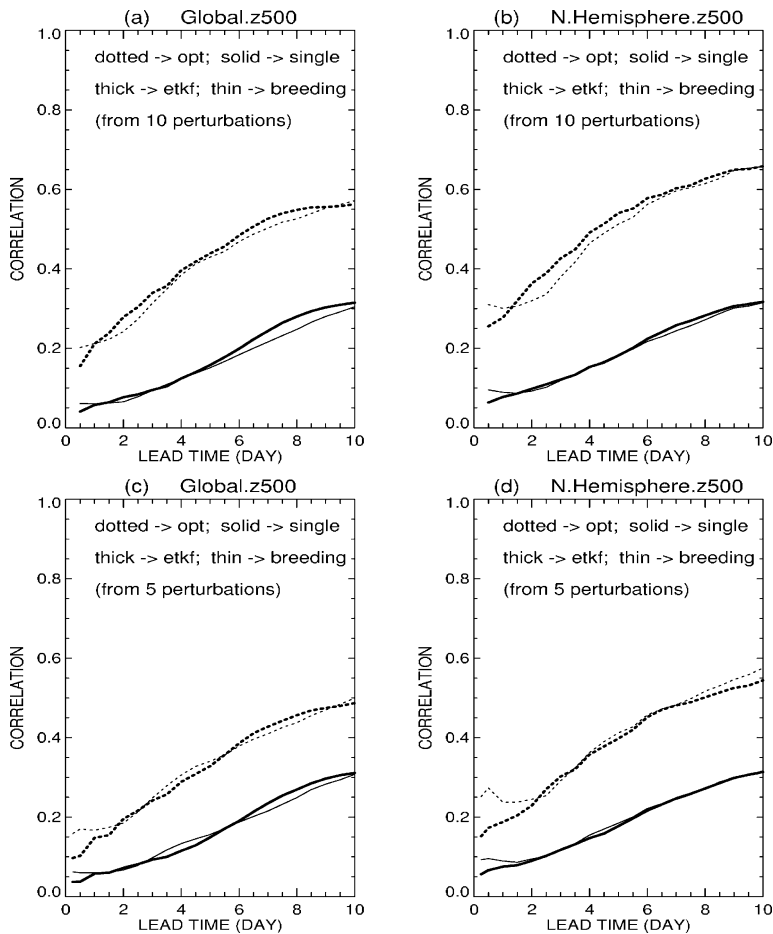 (a) Global.z500
1.0
dotted -> opt; solid -> single
thick -> etkf; thin -> breeding
(from 10 perturbations)
0.8
0.6
0.4
0.2
0.0
CORRELATION
0 2 4 6 8 10
LEAD TIME (DAY)
(b) N.Hemisphere.z500
1.0
dotted -> opt; solid -> single
thick -> etkf; thin -> breeding
(from 10 perturbations)
0.8
0.6
0.4
0.2
0.0
CORRELATION
0 2 4 6 8 10
LEAD TIME (DAY)
(c) Global.z500
1.0
dotted -> opt; solid -> single
thick -> etkf; thin -> breeding
(from 5 perturbations)
0.8
0.6
0.4
0.2
0.0
CORRELATION
0 2 4 6 8 10
LEAD TIME (DAY)
(d) N.Hemisphere.z500
1.0
dotted -> opt; solid -> single
thick -> etkf; thin -> breeding
(from 5 perturbations)
0.8
0.6
0.4
0.2
0.0
CORRELATION
0 2 4 6 8 10
LEAD TIME (DAY)